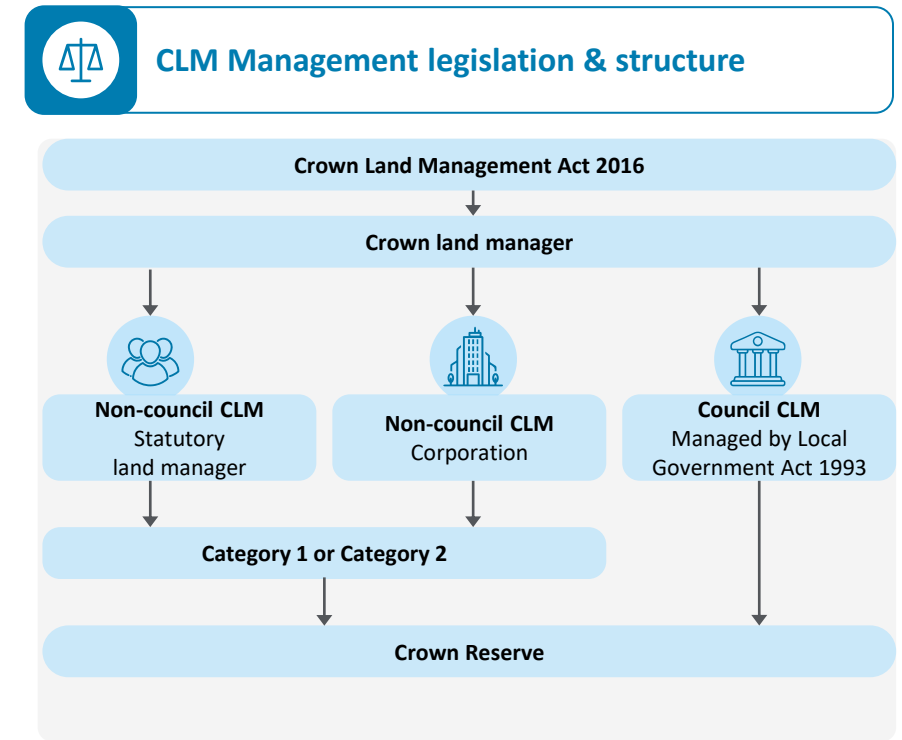 CLM Management legislation & structure
Crown Land Management Act 2016
Crown land manager
Non-council CLM
Statutory
land manager
Non-council CLM
Corporation
Council CLM
Managed by Local
Government Act 1993
Category 1 or Category 2
Crown Reserve